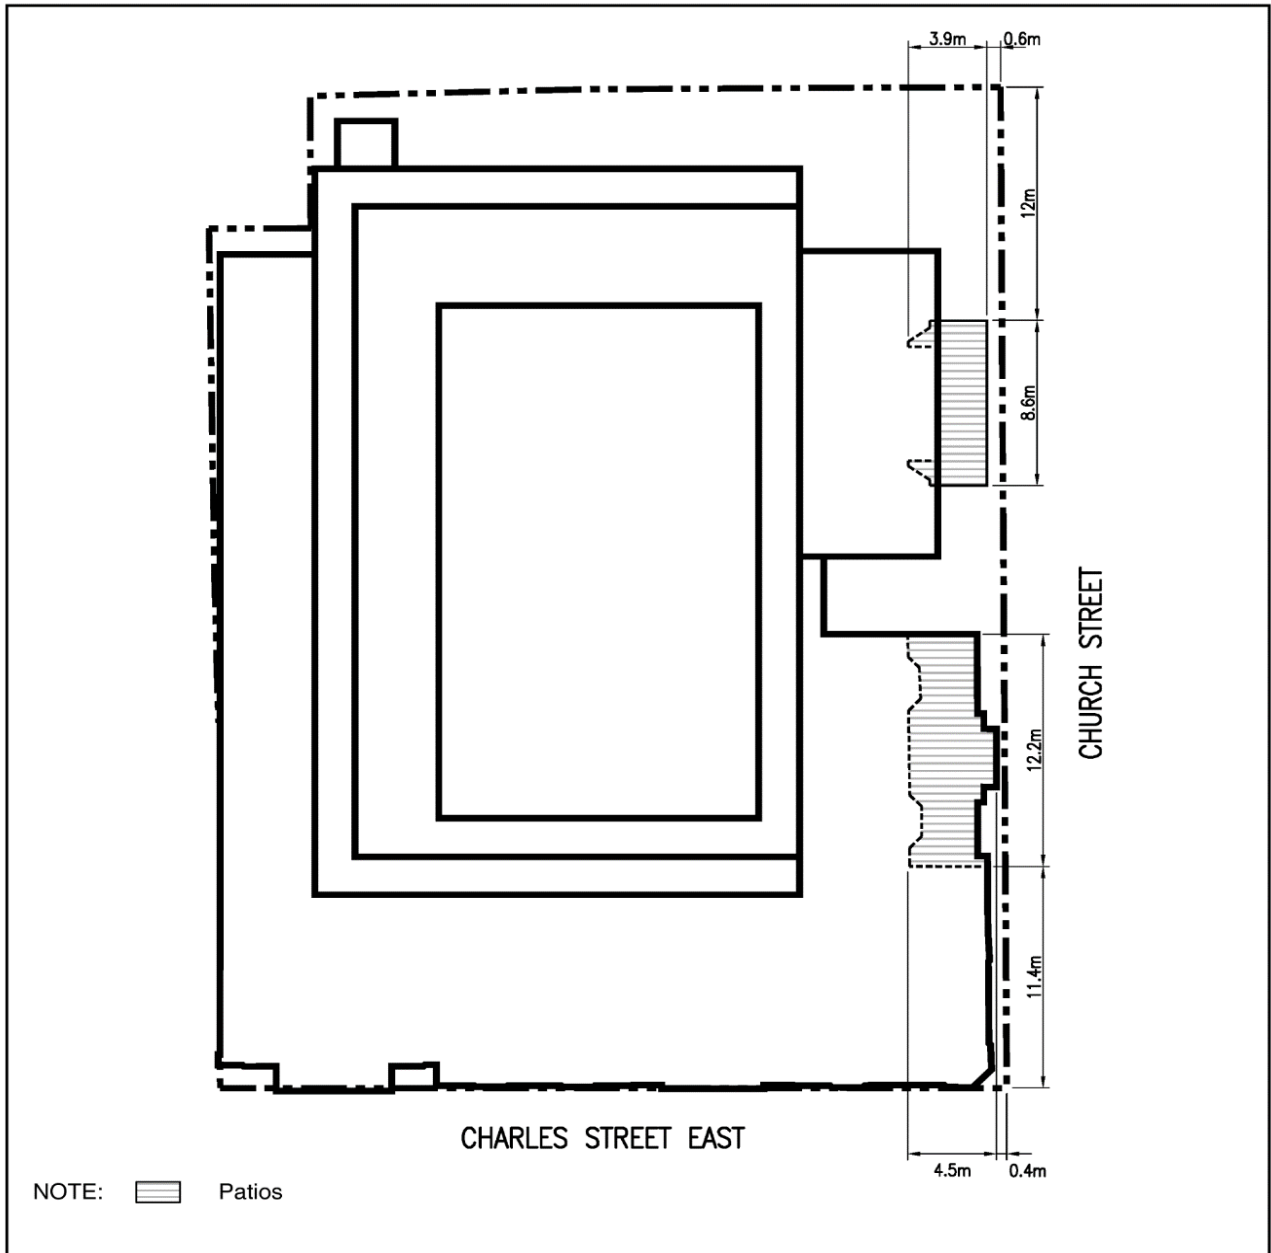 3.9m
0.6m
12m
8.6m
CHURCH STREET
12.2m
11.4m
CHARLES STREET EAST
4.5m
0.4m
NOTE: Patios